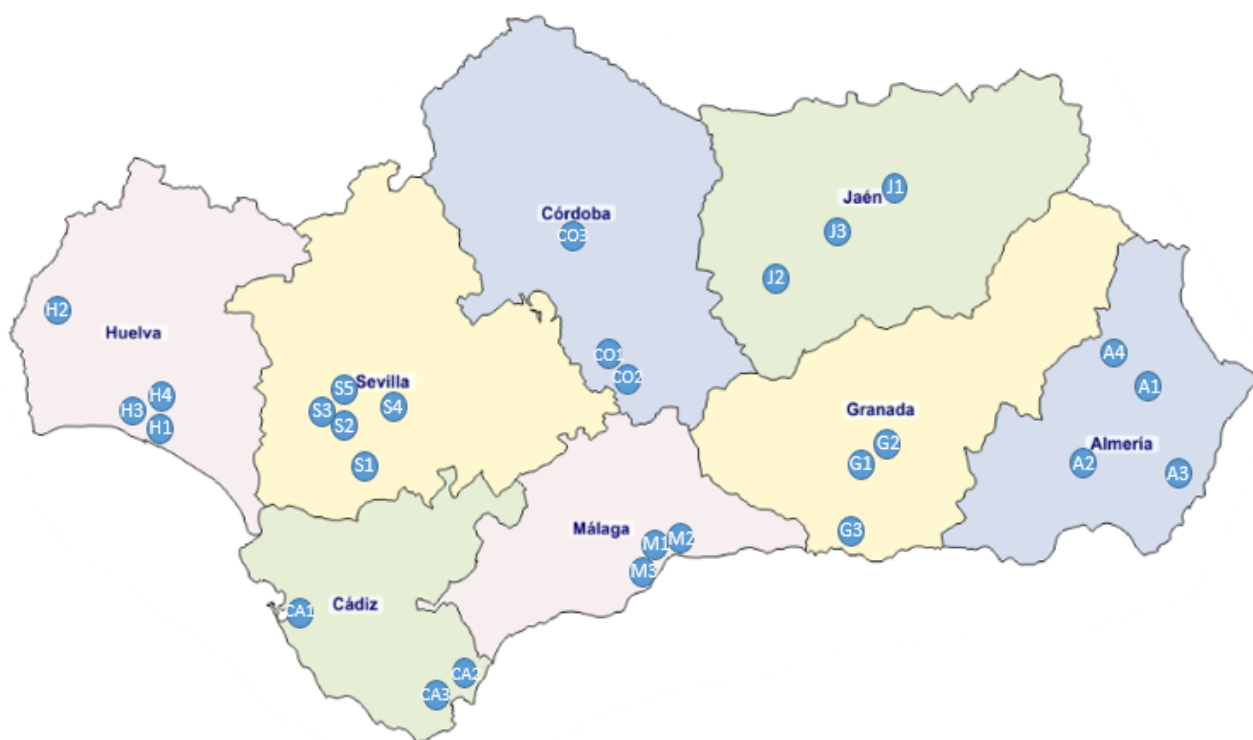 J1
Jaén
Córdoba
CO3
J3
J2
H2
Huelva
CO1
A4
CO2
Sevilla
S5
A1
H4
S4
H3
S3
Granada
S2
H1
G2
Almería
G1
A2
S1
A3
Málaga
G3
M2
M1
M3
Cádiz
CA1
CA2
CA3